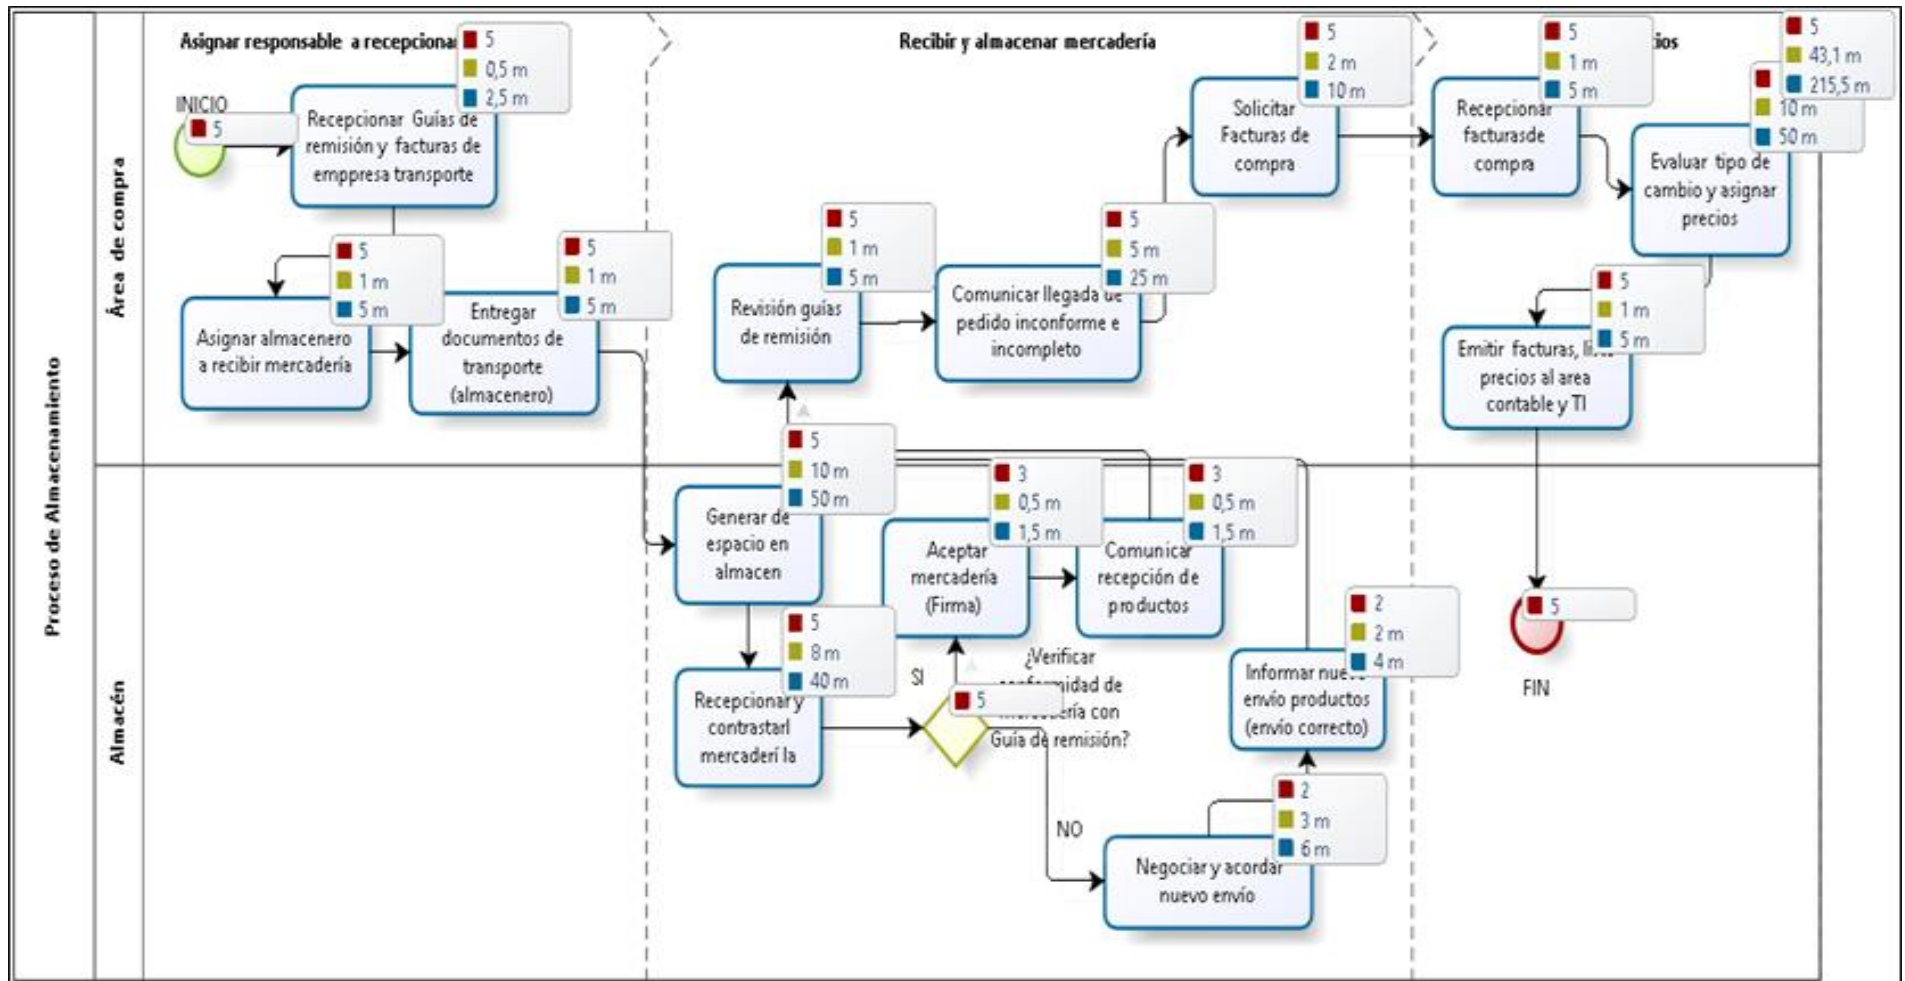 Proceso de Almacenamiento
Área de compra
Almacén
Asignar responsable a recepcionar
Recibir y almacenar mercadería
INICIO
5
Recepcionar Guías de
remisión y facturas de
emppresa transporte
5
0,5 m
2,5 m
Asignar almacenero
a recibir mercadería
5
1 m
5 m
Entregar
documentos de
transporte
(almacenero)
5
1 m
5 m
Generar de
espacio en
almacen
5
10 m
50 m
Recepcionar y
contrastarl
mercaderí la
5
8 m
40 m
¿Verificar
conformidad de
mercadería con
Guía de remisión?
5
SI
NO
Aceptar
mercadería
(Firma)
3
0,5 m
1,5 m
Comunicar
recepción de
productos
3
0,5 m
1,5 m
Negociar y acordar
nuevo envío
2
3 m
6 m
Informar nuevo
envío productos
(envío correcto)
2
2 m
4 m
Revisión guías
de remisión
5
1 m
5 m
Comunicar llegada de
pedido inconforme e
incompleto
5
5 m
25 m
Solicitar
Facturas de
compra
5
2 m
10 m
Recepcionar
facturasde
compra
5
1 m
5 m
Evaluar tipo de
cambio y asignar
precios
10 m
50 m
5
43,1 m
215,5 m
Emitir facturas,
precios al area
contable y TI
5
1 m
5 m
5
FIN